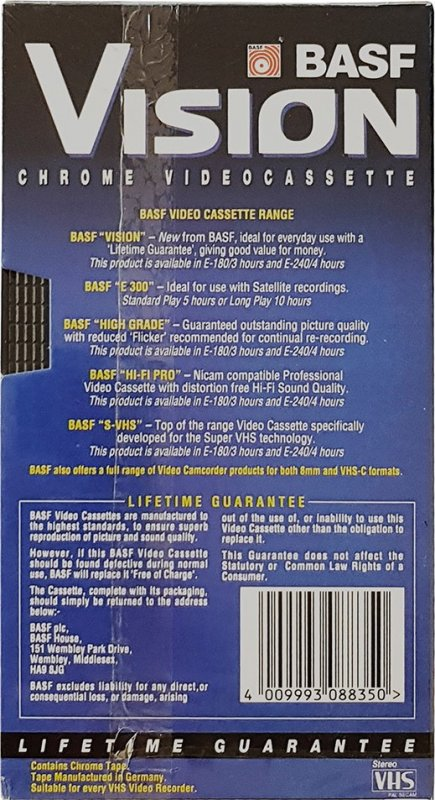 BASF
BASF
VISION
CHROME VIDEOCASSETTE
BASF VIDEO CASSETTE RANGE
BASF "VISION" – New from BASF, ideal for everyday use with a
'Lifetime Guarantee', giving good value for money.
This product is available in E-180/3 hours and E-240/4 hours
BASF "E 300" – Ideal for use with Satellite recordings.
Standard Play 5 hours or Long Play 10 hours
BASF "HIGH GRADE" – Guaranteed outstanding picture quality
with reduced 'Flicker' recommended for continual re-recording.
This product is available in E-180/3 hours and E-240/4 hours
BASF "HI-FI PRO" – Nicam compatible Professional
Video Cassette with distortion free Hi-Fi Sound Quality.
This product is available in E-180/3 hours and E-240/4 hours
BASF "S-VHS" – Top of the range Video Cassette specifically
developed for the Super VHS technology.
This product is available in E-180/3 hours and E-240/4 hours
BASF also offers a full range of Video Camcorder products for both 8mm and VHS-C formats.
LIFETIME GUARANTEE
BASF Video Cassettes are manufactured to
the highest standards, to ensure superb
reproduction of picture and sound quality.
However, if this BASF Video Cassette
should be found defective during normal
use, BASF will replace it 'Free of Charge'.
The Cassette, complete with its packaging,
should simply be returned to the address
below:-
BASF plc,
BASF House,
151 Wembley Park Drive,
Wembley, Middlesex,
HA9 8JG
BASF excludes liability for any direct,or
consequential loss, or damage, arising
out of the use of, or inability to use this
Video Cassette other than the obligation to
replace it.
This Guarantee does not affect the
Statutory or Common Law Rights of a
Consumer.
4 009993 088350 >
LIFETIME GUARANTEE
Contains Chrome Tape.
Tape Manufactured in Germany.
Suitable for every VHS Video Recorder.
Stereo
VHS
PAL SECAM